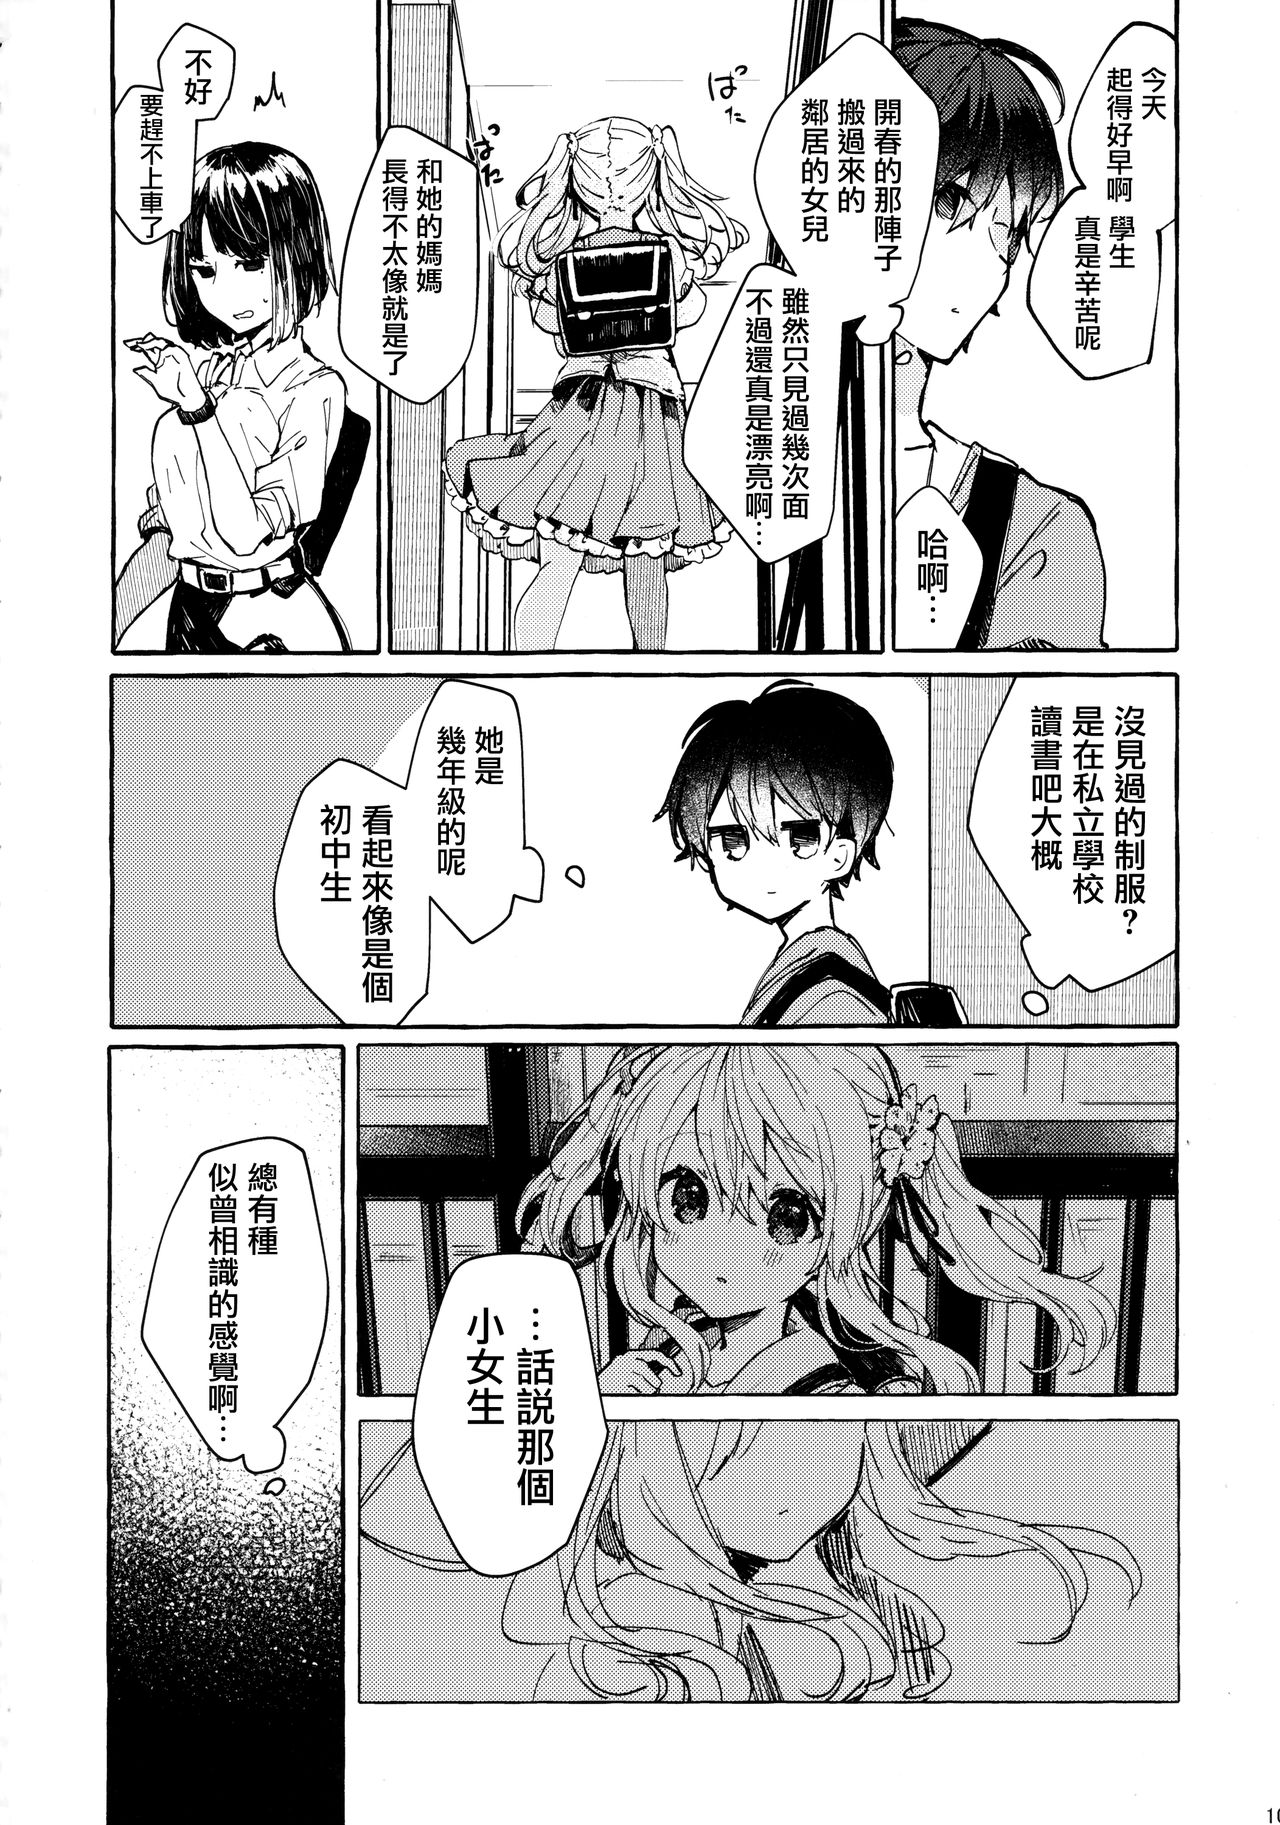 今天
起得好早啊
學生
真是辛苦呢
開春的那陣子
搬過來的
鄰居的女兒
雖然只見過幾次面
不過還真是漂亮啊…
哈啊…
ぱった
ぱった
和她的媽媽
長得不太像就是了
不好
要趕不上車了
沒見過的制服？
是在私立學校
讀書吧大概
她是
幾年級的呢
看起來像是個
初中生
…話說那個
小女生
總有種
似曾相識的感覺啊…